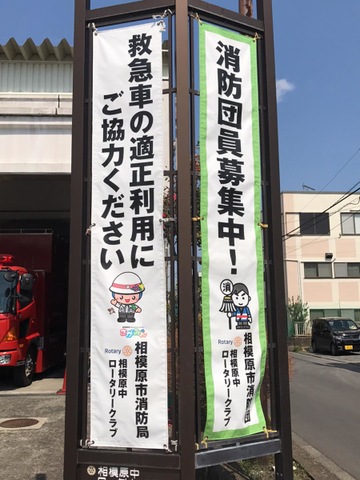 救急車の適正利用に
ご協力ください
相模原市消防局
Rotary
相模原中
ロータリークラブ
消防団員募集中！
消
相模原市消防団
Rotary
相模原中
ロータリークラブ
相模原中